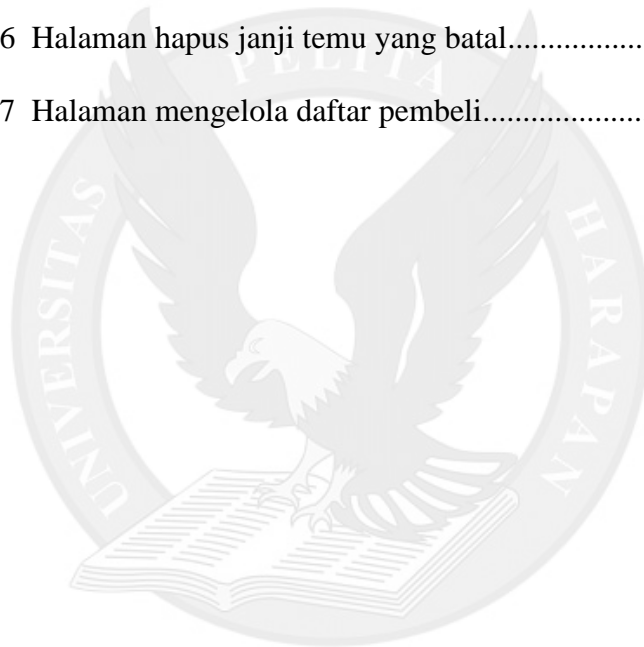 6 Halaman hapus janji temu yang batal.................
7 Halaman mengelola daftar pembeli....................
UNIVERSITAS PELITA HARAPAN